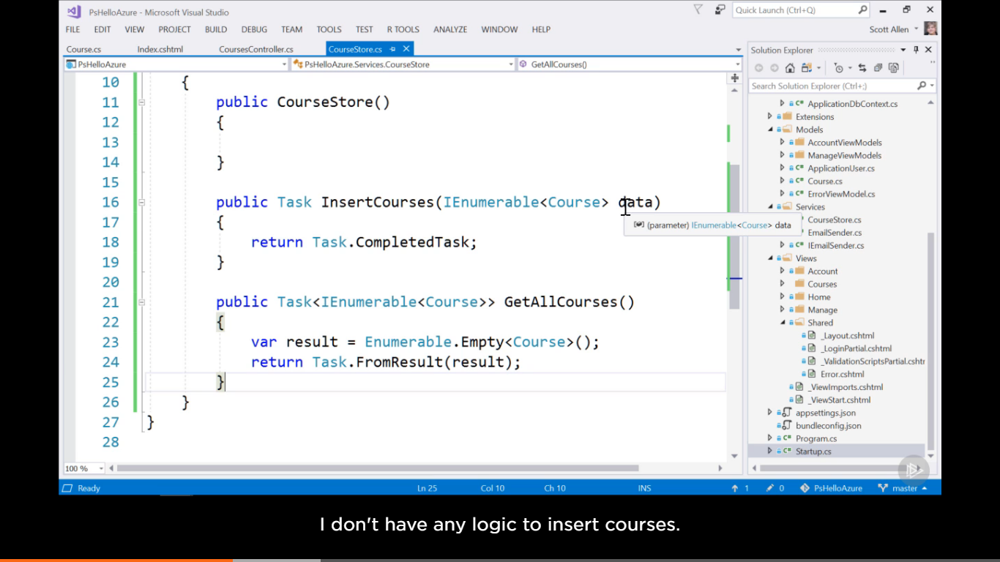 PsHelloAzure - Microsoft Visual Studio
Quick Launch (Ctrl+Q)
FILE EDIT VIEW PROJECT BUILD DEBUG TEAM TOOLS TEST R TOOLS ANALYZE WINDOW HELP
Scott Allen
Course.cs Index.cshtml CoursesController.cs CourseStore.cs
PsHelloAzure PsHelloAzure.Services.CourseStore GetAllCourses()
10 {
11 public CourseStore()
12 {
13
14 }
15
16 public Task InsertCourses(IEnumerable<Course> data)
(parameter) IEnumerable<Course> data
17 {
18 return Task.CompletedTask;
19 }
20
21 public Task<IEnumerable<Course>> GetAllCourses()
22 {
23 var result = Enumerable.Empty<Course>();
24 return Task.FromResult(result);
25 }
26 }
27 }
28
100 %
Solution Explorer
Search Solution Explorer (Ctrl+;)
C# ApplicationDbContext.cs
Extensions
Models
AccountViewModels
ManageViewModels
C# ApplicationUser.cs
C# Course.cs
C# ErrorViewModel.cs
Services
CourseStore.cs
EmailSender.cs
C# IEmailSender.cs
Views
Account
Courses
Home
Manage
Shared
_Layout.cshtml
_LoginPartial.cshtml
_ValidationScriptsPartial.cshtr
Error.cshtml
_ViewImports.cshtml
_ViewStart.cshtml
appsettings.json
bundleconfig.json
C# Program.cs
C# Startup.cs
Ready Ln 25 Col 10 Ch 10 INS 1 0 PsHelloAzure master
I don't have any logic to insert courses.